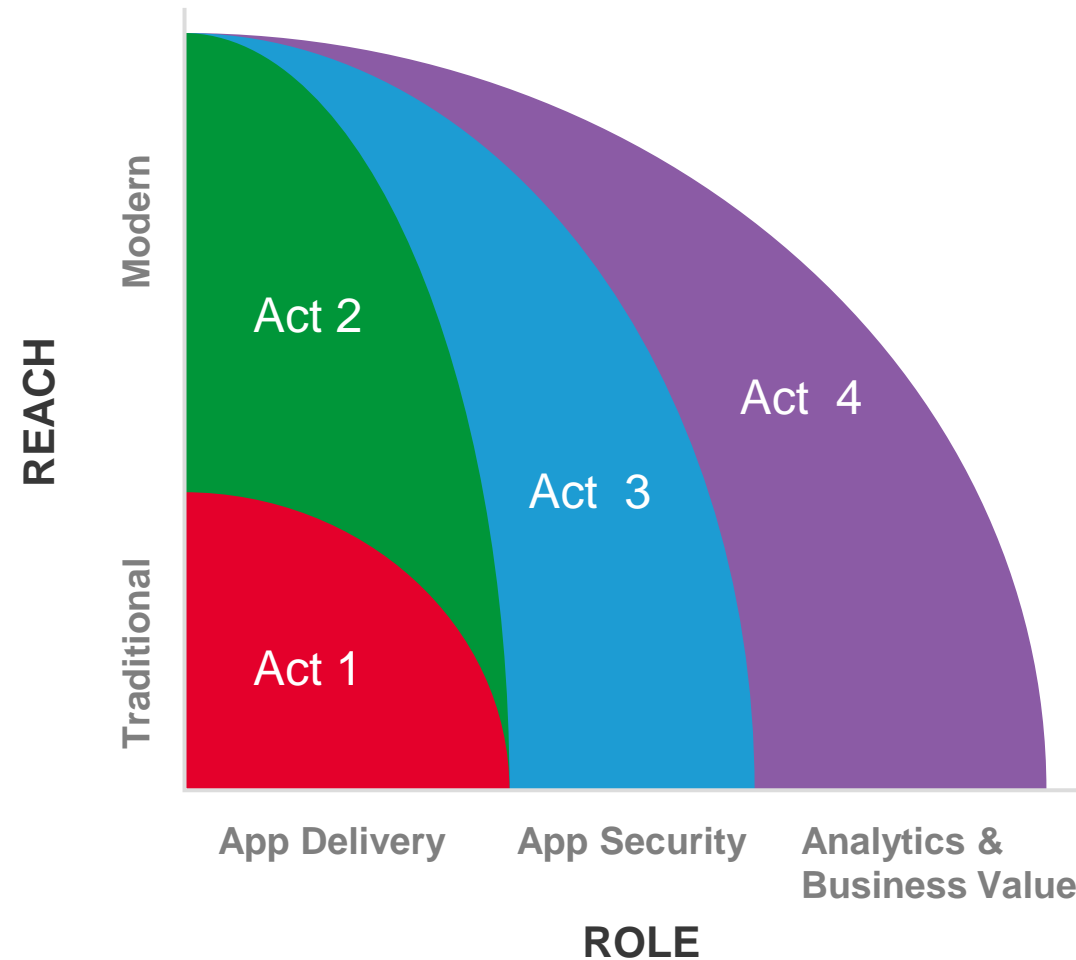 REACH
Modern
Traditional
Act 2
Act 4
Act 3
Act 1
App Delivery
App Security
Analytics &
Business Value
ROLE